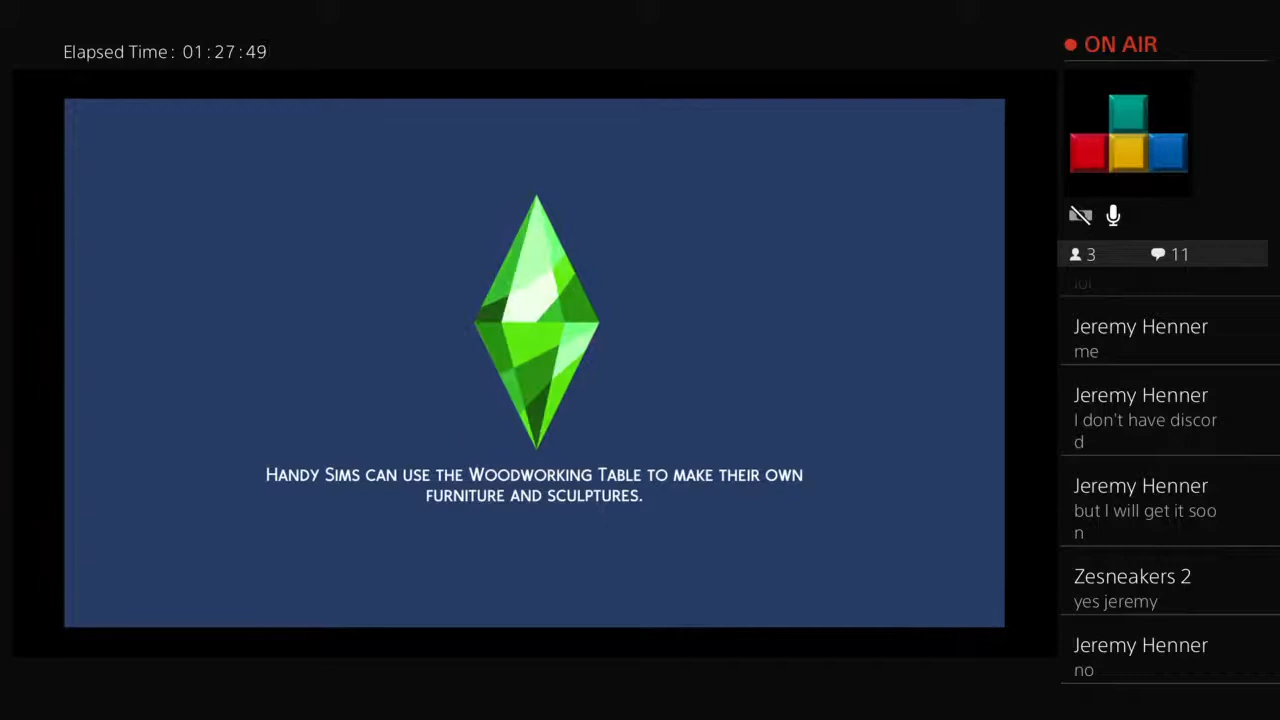 Elapsed Time: 01:27:49
ON AIR
3 11
lol
Jeremy Henner
me
Jeremy Henner
I don't have discor
d
Jeremy Henner
but I will get it soo
n
Zesneakers 2
yes jeremy
Jeremy Henner
no
HANDY SIMS CAN USE THE WOODWORKING TABLE TO MAKE THEIR OWN
FURNITURE AND SCULPTURES.